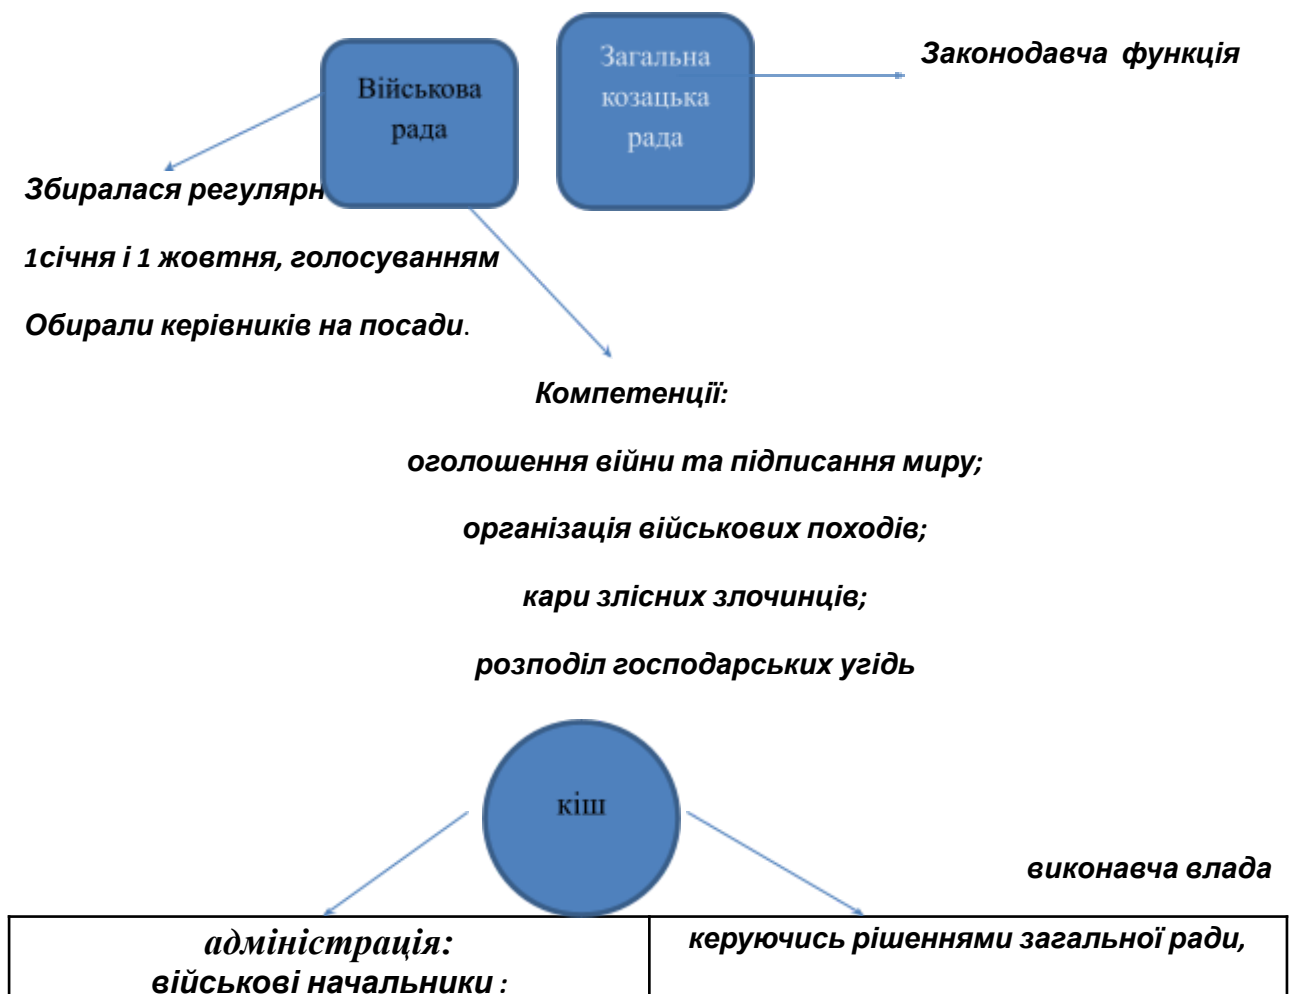 Військова
рада
Загальна
козацька
рада
Законодавча функція
Збиралася регулярн
1січня і 1 жовтня, голосуванням
Обирали керівників на посади.
Компетенції:
оголошення війни та підписання миру;
організація військових походів;
кари злісних злочинців;
розподіл господарських угідь
кіш
виконавча влада
адміністрація:
військові начальники :
керуючись рішеннями загальної ради,